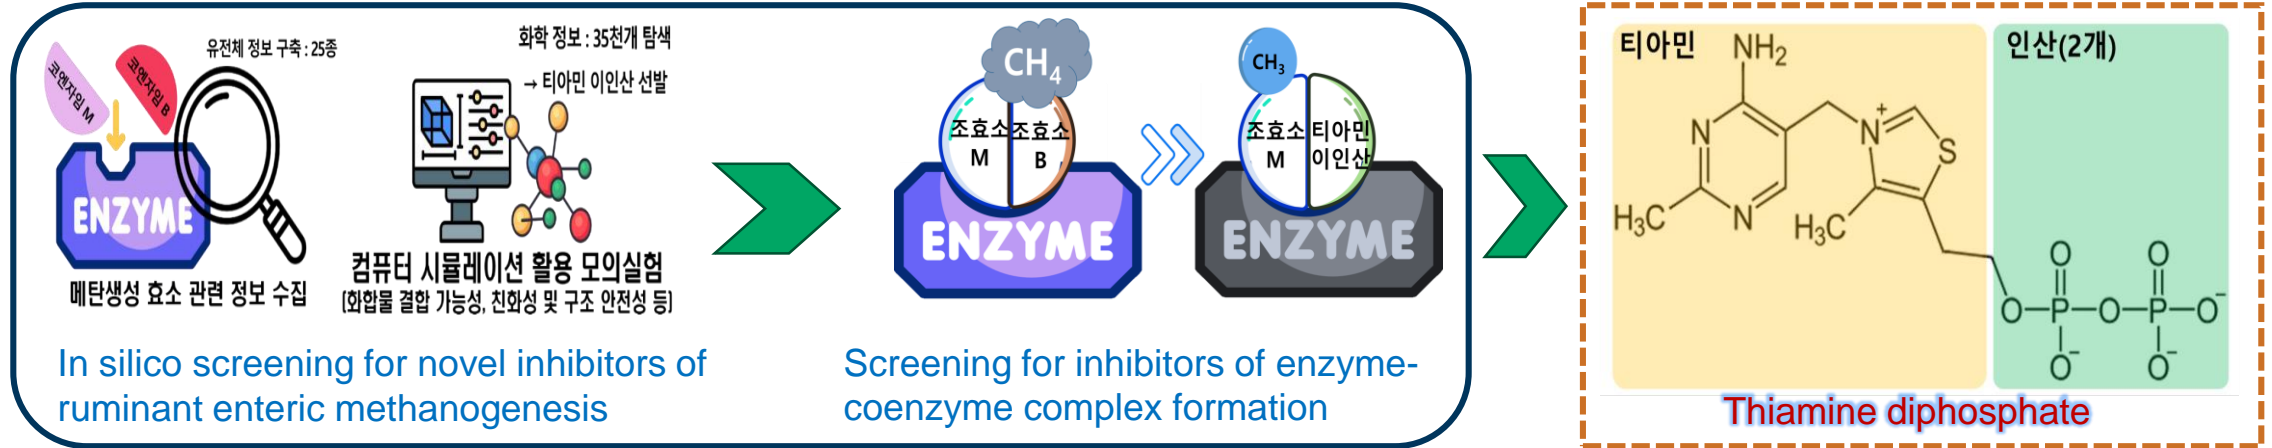 유전체 정보 구축 : 25종
코엔자임 M
코엔자임 B
ENZYME
메탄생성 효소 관련 정보 수집
화학 정보 : 35천개 탐색
→ 티아민 이인산 선발
컴퓨터 시뮬레이션 활용 모의실험
(화합물 결합 가능성, 친화성 및 구조 안전성 등)
In silico screening for novel inhibitors of
ruminant enteric methanogenesis
CH4
조효소 M
조효소 B
ENZYME
CH3
조효소 M
티아민 이인산
ENZYME
Screening for inhibitors of enzyme-
coenzyme complex formation
티아민
인산(2개)
NH2
N
N
H3C
N+
S
H3C
O
O
O–P–O–P–O−
O−
O−
Thiamine diphosphate